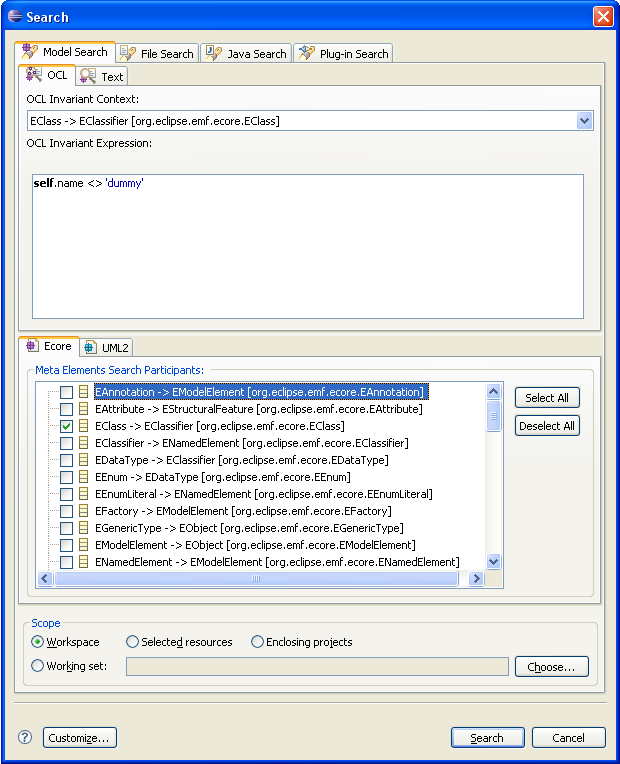 Search
Model Search File Search Java Search Plug-in Search
OCL Text
OCL Invariant Context:
EClass -> EClassifier [org.eclipse.emf.ecore.EClass]
OCL Invariant Expression:
self.name <> 'dummy'
Ecore UML2
Meta Elements Search Participants:
EAnnotation -> EModelElement [org.eclipse.emf.ecore.EAnnotation]
EAttribute -> EStructuralFeature [org.eclipse.emf.ecore.EAttribute]
EClass -> EClassifier [org.eclipse.emf.ecore.EClass]
EClassifier -> ENamedElement [org.eclipse.emf.ecore.EClassifier]
EDataType -> EClassifier [org.eclipse.emf.ecore.EDataType]
EEnum -> EDataType [org.eclipse.emf.ecore.EEnum]
EEnumLiteral -> ENamedElement [org.eclipse.emf.ecore.EEnumLiteral]
EFactory -> EModelElement [org.eclipse.emf.ecore.EFactory]
EGenericType -> EObject [org.eclipse.emf.ecore.EGenericType]
EModelElement -> EObject [org.eclipse.emf.ecore.EModelElement]
ENamedElement -> EModelElement [org.eclipse.emf.ecore.ENamedElement]
Select All
Deselect All
Scope
Workspace Selected resources Enclosing projects
Working set: Choose...
? Customize... Search Cancel